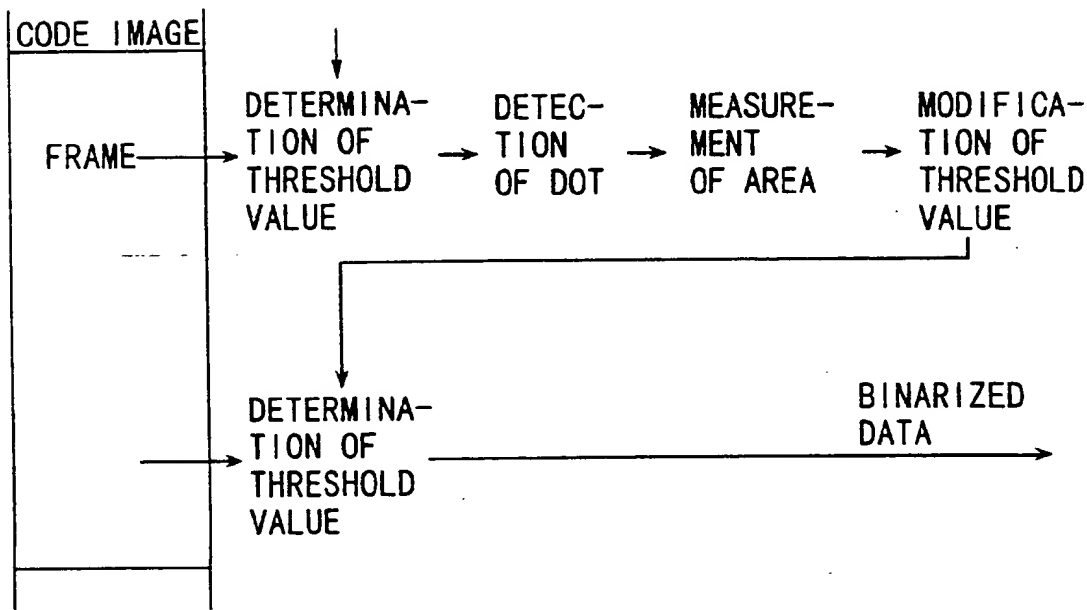 CODE IMAGE
FRAME
DETERMINA-
TION OF
THRESHOLD
VALUE
DETEC-
TION
OF DOT
MEASURE-
MENT
OF AREA
MODIFICA-
TION OF
THRESHOLD
VALUE
DETERMINA-
TION OF
THRESHOLD
VALUE
BINARIZED
DATA